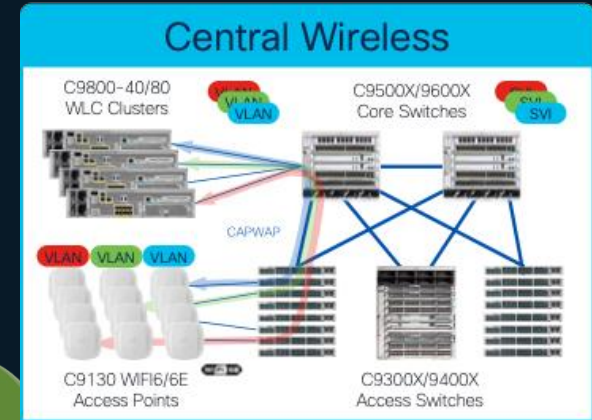 Central Wireless
C9800-40/80
WLC Clusters
VLAN
VLAN
VLAN
C9500X/9600X
Core Switches
SVI
SVI
SVI
CAPWAP
VLAN VLAN VLAN
C9130 WIFI6/6E
Access Points
C9300X/9400X
Access Switches